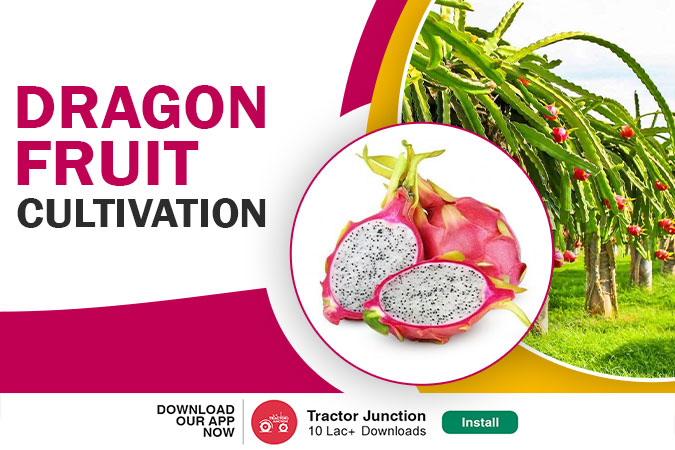 DRAGON
FRUIT
CULTIVATION
DOWNLOAD
OUR APP
NOW
Tractor Junction
10 Lac+ Downloads
Install